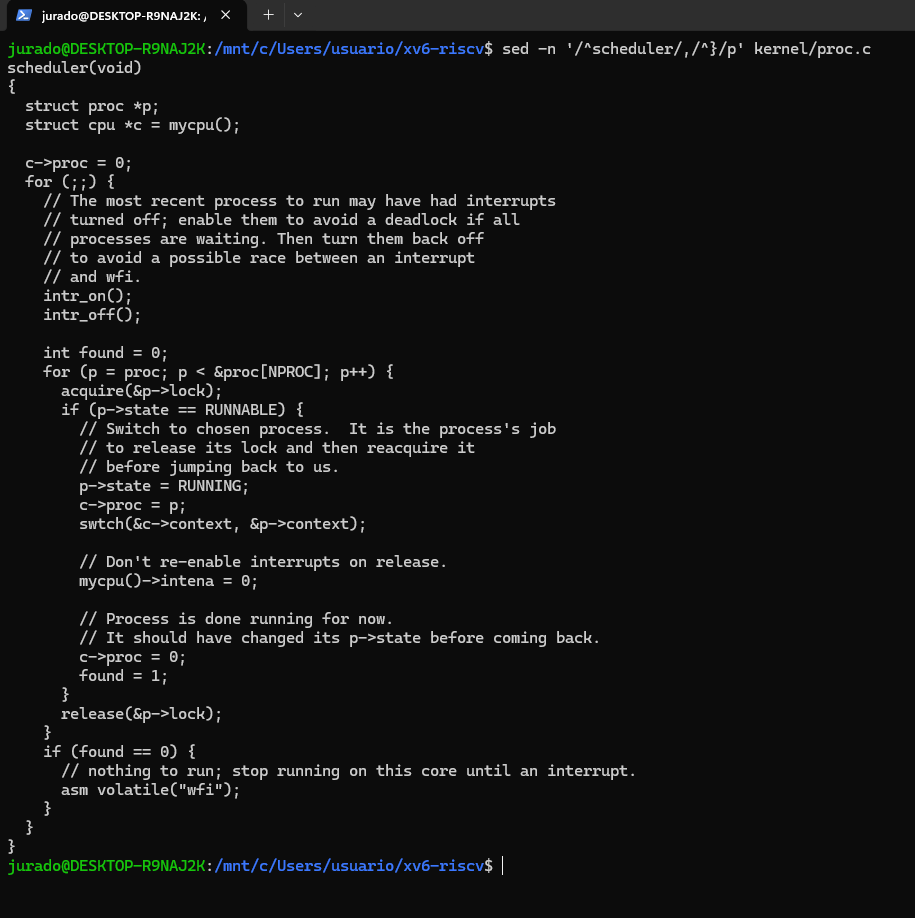 jurado@DESKTOP-R9NAJ2K: /
jurado@DESKTOP-R9NAJ2K:/mnt/c/Users/usuario/xv6-riscv$ sed -n '/^scheduler/,/^}/p' kernel/proc.c
scheduler(void)
{
  struct proc *p;
  struct cpu *c = mycpu();

  c->proc = 0;
  for (;;) {
    // The most recent process to run may have had interrupts
    // turned off; enable them to avoid a deadlock if all
    // processes are waiting. Then turn them back off
    // to avoid a possible race between an interrupt
    // and wfi.
    intr_on();
    intr_off();

    int found = 0;
    for (p = proc; p < &proc[NPROC]; p++) {
      acquire(&p->lock);
      if (p->state == RUNNABLE) {
        // Switch to chosen process.  It is the process's job
        // to release its lock and then reacquire it
        // before jumping back to us.
        p->state = RUNNING;
        c->proc = p;
        swtch(&c->context, &p->context);

        // Don't re-enable interrupts on release.
        mycpu()->intena = 0;

        // Process is done running for now.
        // It should have changed its p->state before coming back.
        c->proc = 0;
        found = 1;
      }
      release(&p->lock);
    }
    if (found == 0) {
      // nothing to run; stop running on this core until an interrupt.
      asm volatile("wfi");
    }
  }
}
jurado@DESKTOP-R9NAJ2K:/mnt/c/Users/usuario/xv6-riscv$